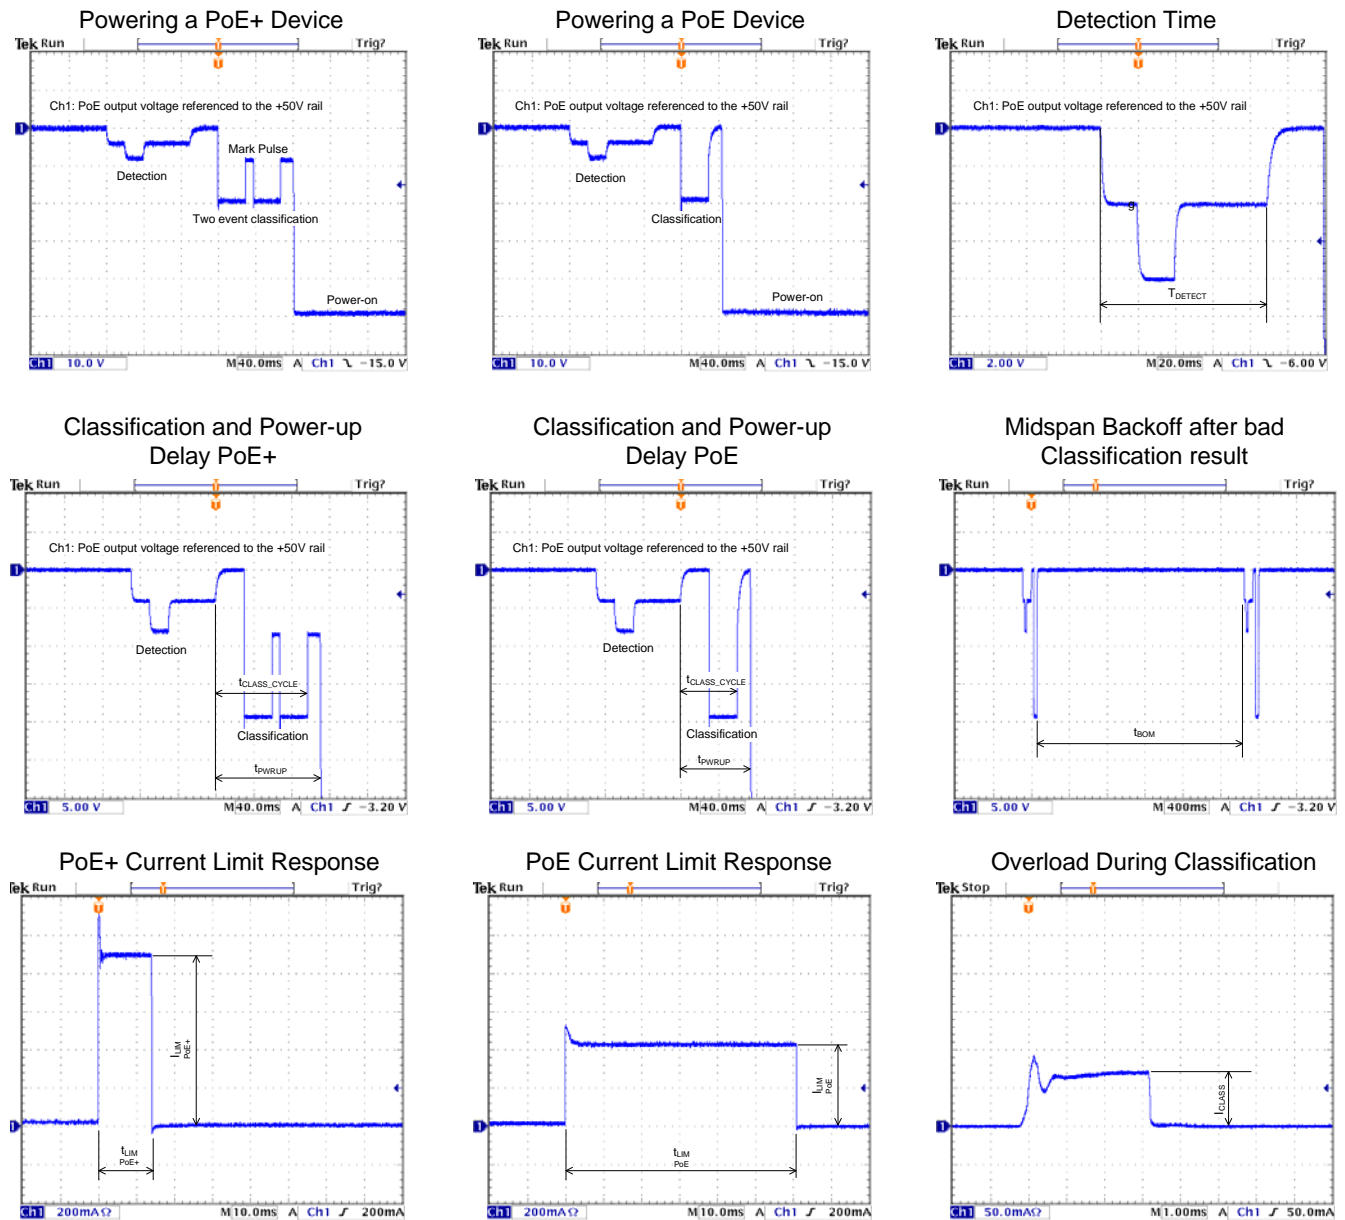 Powering a PoE+ Device
Tek Run
Trig?
Ch1: PoE output voltage referenced to the +50V rail
1
Mark Pulse
Detection
Two event classification
Power-on
Ch1 10.0 V M 40.0ms A Ch1 -15.0 V
Powering a PoE Device
Tek Run
Trig?
Ch1: PoE output voltage referenced to the +50V rail
1
Detection
Classification
Power-on
Ch1 10.0 V M 40.0ms A Ch1 -15.0 V
Detection Time
Tek Run
Trig?
Ch1: PoE output voltage referenced to the +50V rail
1
g
TDETECT
Ch1 2.00 V M 20.0ms A Ch1 -6.00 V
Classification and Power-up
Delay PoE+
Tek Run
Trig?
Ch1: PoE output voltage referenced to the +50V rail
1
Detection
tCLASS_CYCLE
Classification
tPWRUP
Ch1 5.00 V M 40.0ms A Ch1 -3.20 V
Classification and Power-up
Delay PoE
Tek Run
Trig?
Ch1: PoE output voltage referenced to the +50V rail
1
Detection
tCLASS_CYCLE
Classification
tPWRUP
Ch1 5.00 V M 40.0ms A Ch1 -3.20 V
Midspan Backoff after bad
Classification result
Tek Run
Trig?
1
tBOM
Ch1 5.00 V M 400ms A Ch1 -3.20 V
PoE+ Current Limit Response
Tek Run
Trig?
ILIM
PoE+
1
tLIM
PoE+
Ch1 200mAΩ M 10.0ms A Ch1 200mA
PoE Current Limit Response
Tek Run
Trig?
ILIM
PoE
1
tLIM
PoE
Ch1 200mAΩ M 10.0ms A Ch1 200mA
Overload During Classification
Tek Stop
ICLASS
1
Ch1 50.0mAΩ M 1.00ms A Ch1 50.0mA